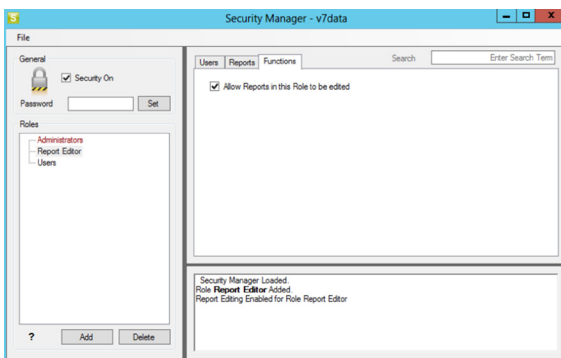 S
Security Manager - v7data
File
General
Security On
Password
Set
Roles
Administrators
Report Editor
Users
?
Add
Delete
Users
Reports
Functions
Search
Enter Search Term
Allow Reports in this Role to be edited
Security Manager Loaded.
Role Report Editor Added.
Report Editing Enabled for Role Report Editor